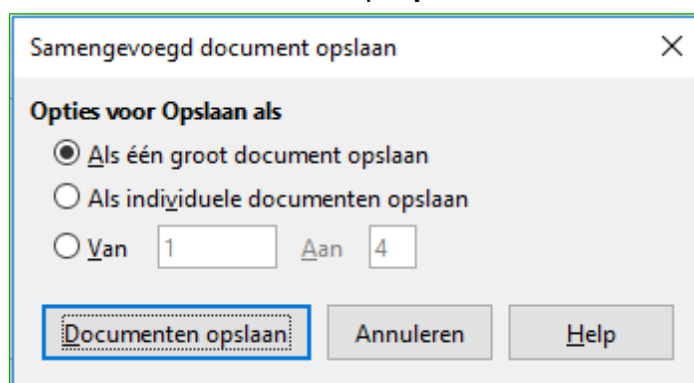 Samengevoegd document opslaan
Opties voor Opslaan als
Als één groot document opslaan
Als individuele documenten opslaan
Van 1 Aan 4
Documenten opslaan Annuleren Help